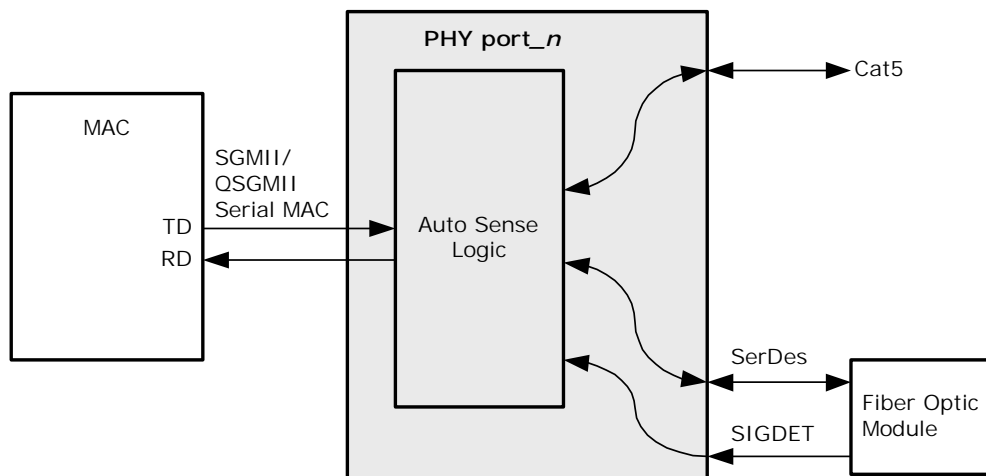 PHY port_n
Cat5
MAC
SGMII/
QSGMII
Serial MAC
TD
RD
Auto Sense
Logic
SerDes
SIGDET
Fiber Optic
Module